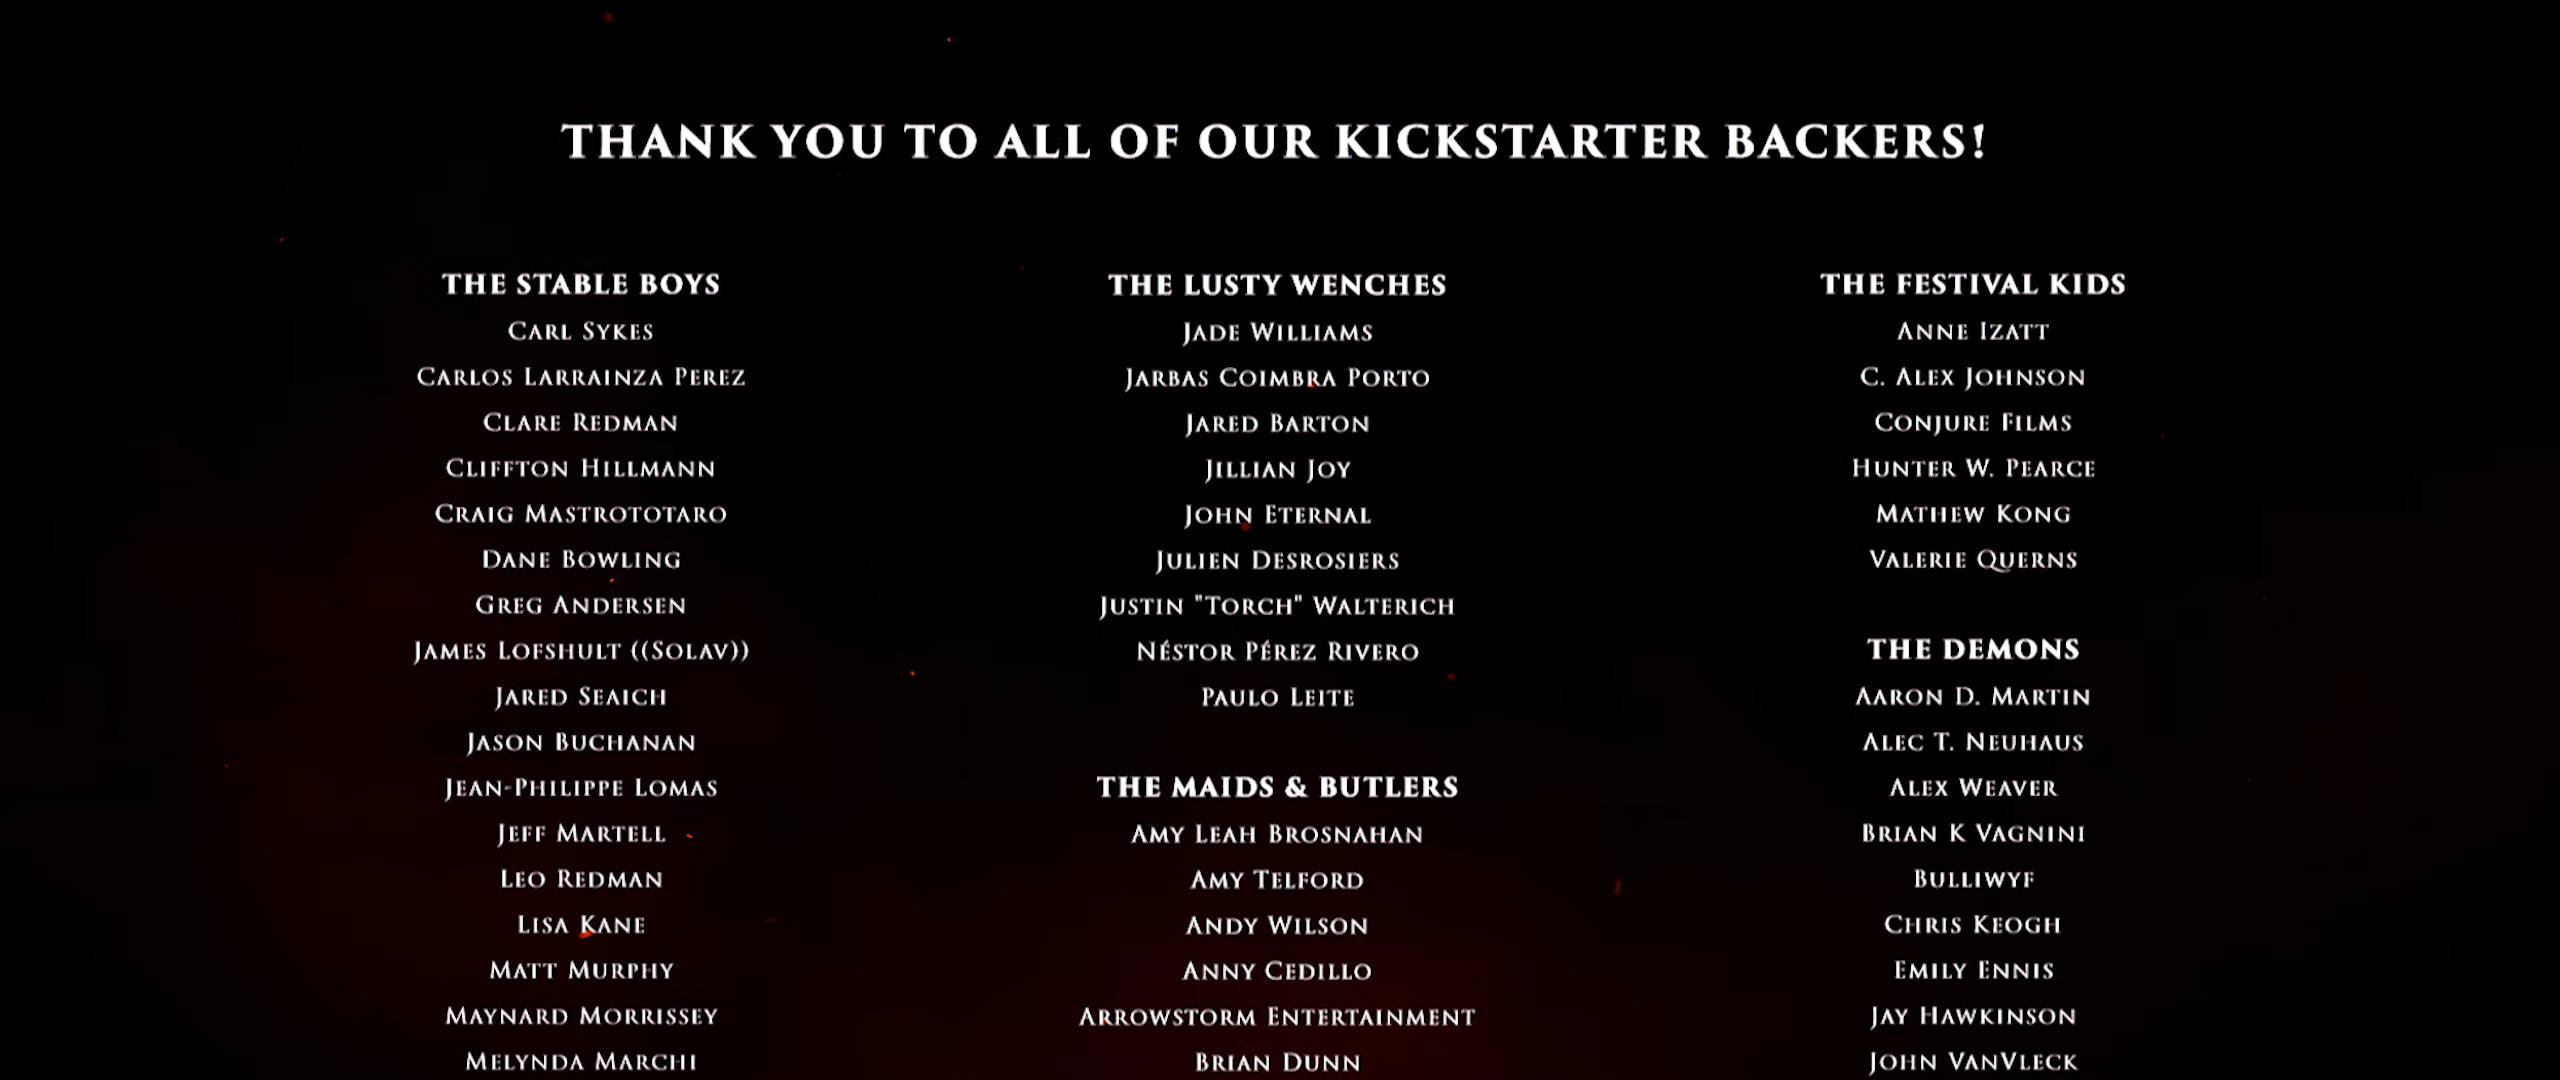 THANK YOU TO ALL OF OUR KICKSTARTER BACKERS!
THE STABLE BOYS
CARL SYKES
CARLOS LARRAINZA PEREZ
CLARE REDMAN
CLIFFTON HILLMANN
CRAIG MASTROTOTARO
DANE BOWLING
GREG ANDERSEN
JAMES LOFSHULT ((SOLAV))
JARED SEAICH
JASON BUCHANAN
JEAN-PHILIPPE LOMAS
JEFF MARTELL
LEO REDMAN
LISA KANE
MATT MURPHY
MAYNARD MORRISSEY
MELYNDA MARCHI
THE LUSTY WENCHES
JADE WILLIAMS
JARBAS COIMBRA PORTO
JARED BARTON
JILLIAN JOY
JOHN ETERNAL
JULIEN DESROSIERS
JUSTIN "TORCH" WALTERICH
NÉSTOR PÉREZ RIVERO
PAULO LEITE
THE MAIDS & BUTLERS
AMY LEAH BROSNAHAN
AMY TELFORD
ANDY WILSON
ANNY CEDILLO
ARROWSTORM ENTERTAINMENT
BRIAN DUNN
THE FESTIVAL KIDS
ANNE IZATT
C. ALEX JOHNSON
CONJURE FILMS
HUNTER W. PEARCE
MATHEW KONG
VALERIE QUERNS
THE DEMONS
AARON D. MARTIN
ALEC T. NEUHAUS
ALEX WEAVER
BRIAN K VAGNINI
BULLIWYF
CHRIS KEOGH
EMILY ENNIS
JAY HAWKINSON
JOHN VANVLECK